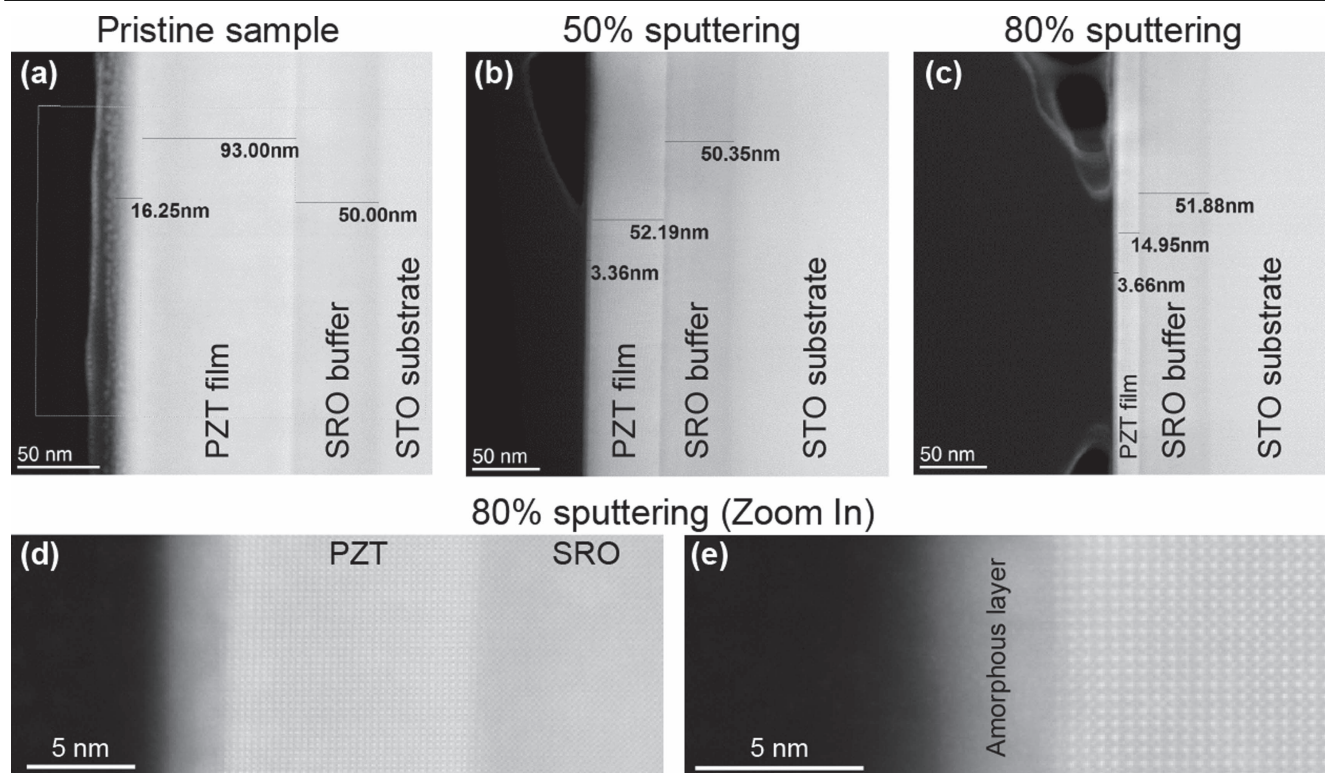 Pristine sample
50% sputtering
80% sputtering
(a)
93.00nm
16.25nm
50.00nm
PZT film
SRO buffer
STO substrate
50 nm
(b)
50.35nm
52.19nm
3.36nm
PZT film
SRO buffer
STO substrate
50 nm
(c)
51.88nm
14.95nm
3.66nm
PZT film
SRO buffer
STO substrate
50 nm
80% sputtering (Zoom In)
(d)
PZT
SRO
5 nm
(e)
Amorphous layer
5 nm